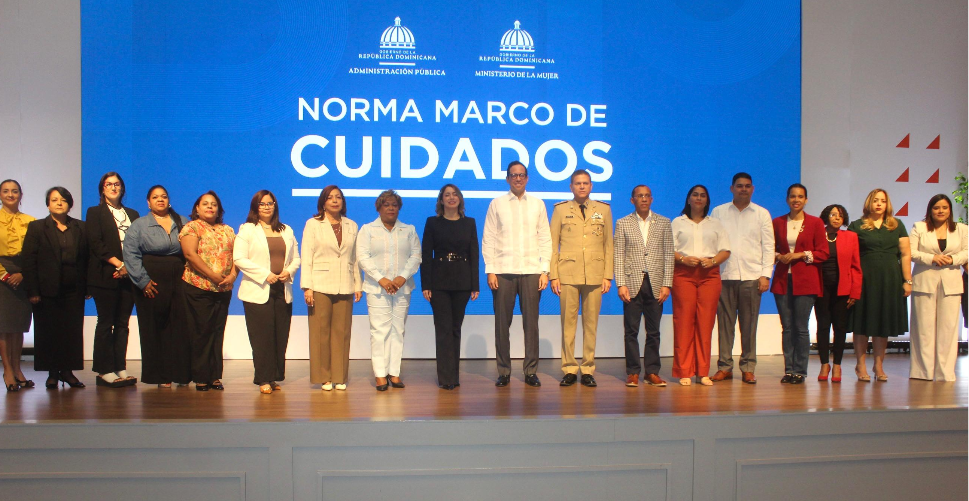 GOBIERNO DE LA
REPÚBLICA DOMINICANA
ADMINISTRACIÓN PÚBLICA
GOBIERNO DE LA
REPÚBLICA DOMINICANA
MINISTERIO DE LA MUJER
NORMA MARCO DE
CUIDADOS